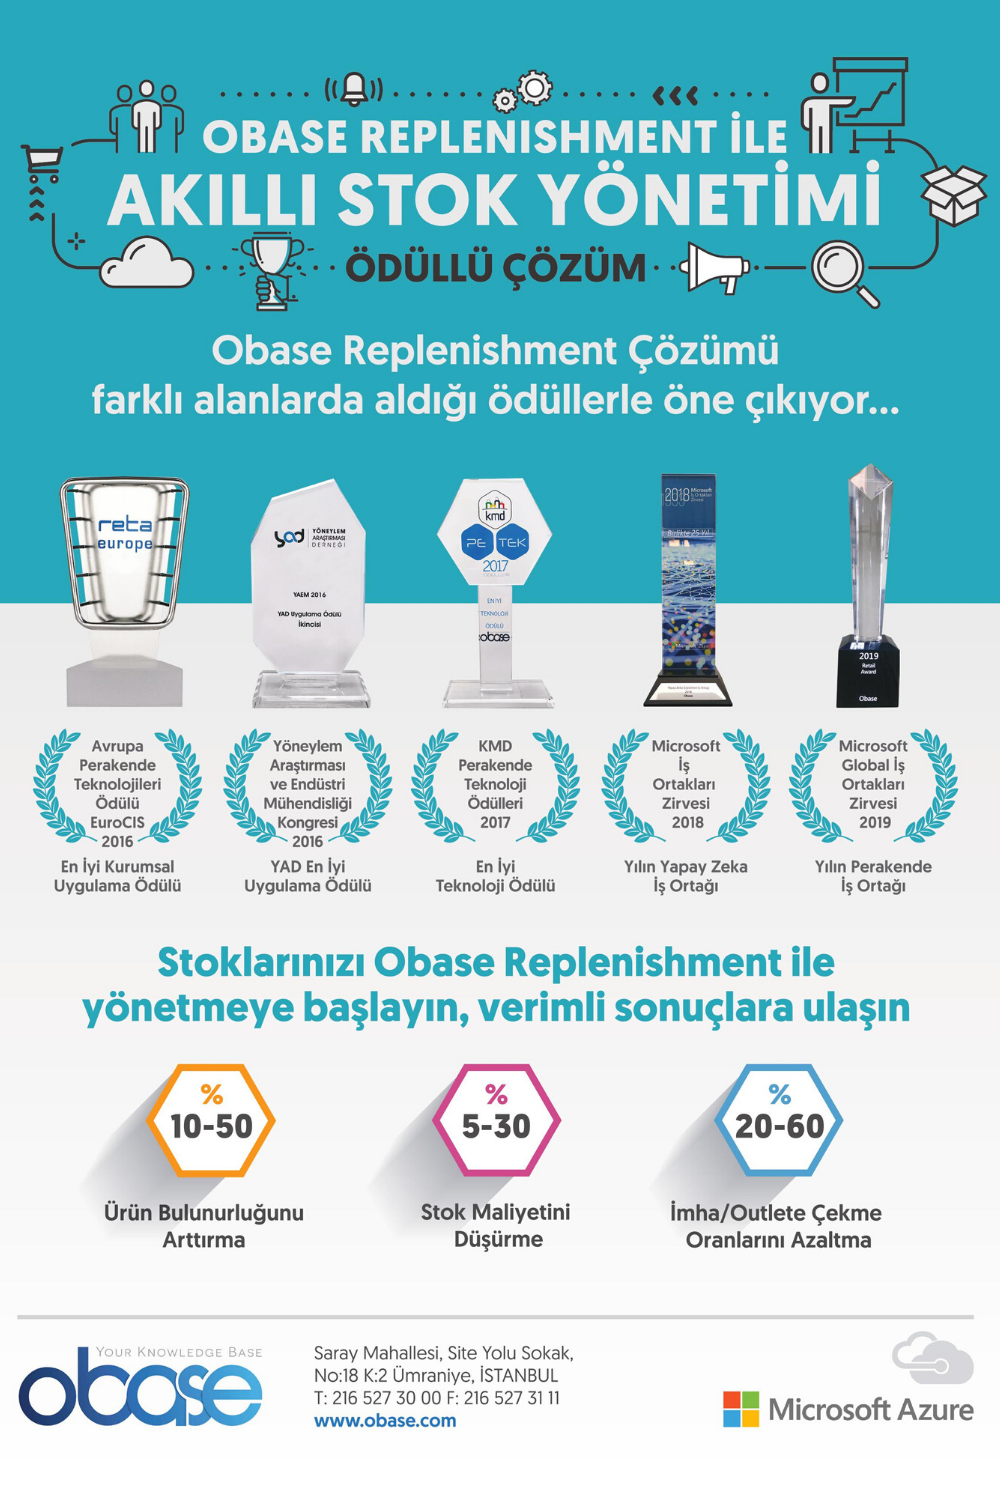 OBASE REPLENISHMENT İLE
AKILLI STOK YÖNETİMİ
ÖDÜLLÜ ÇÖZÜM
Obase Replenishment Çözümü
farklı alanlarda aldığı ödüllerle öne çıkıyor...
reta
europe
yad
YÖNEYLEM
ARAŞTIRMASI
DERNEĞİ
YAEM 2016
YAD Uygulama Ödülü
İkincisi
kmd
PE TEK
2017
EN İYİ
TEKNOLOJİ
ÖDÜLÜ
obase
2018 Microsoft
İş Ortakları
Zirvesi
Birlikte 25 Yıl
2019
Retail
Award
Obase
Avrupa
Perakende
Teknolojileri
Ödülü
EuroCIS
2016
En İyi Kurumsal
Uygulama Ödülü
Yöneylem
Araştırması
ve Endüstri
Mühendisliği
Kongresi
2016
YAD En İyi
Uygulama Ödülü
KMD
Perakende
Teknoloji
Ödülleri
2017
En İyi
Teknoloji Ödülü
Microsoft
İş
Ortakları
Zirvesi
2018
Yılın Yapay Zeka
İş Ortağı
Microsoft
Global İş
Ortakları
Zirvesi
2019
Yılın Perakende
İş Ortağı
Stoklarınızı Obase Replenishment ile
yönetmeye başlayın, verimli sonuçlara ulaşın
%
10-50
Ürün Bulunurluğunu
Arttırma
%
5-30
Stok Maliyetini
Düşürme
%
20-60
İmha/Outlete Çekme
Oranlarını Azaltma
YOUR KNOWLEDGE BASE
obase
Saray Mahallesi, Site Yolu Sokak,
No:18 K:2 Ümraniye, İSTANBUL
T: 216 527 30 00 F: 216 527 31 11
www.obase.com
Microsoft Azure